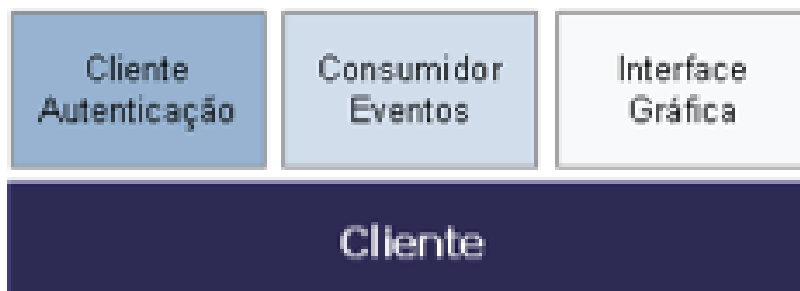 Cliente
Autenticação
Consumidor
Eventos
Interface
Gráfica
Cliente